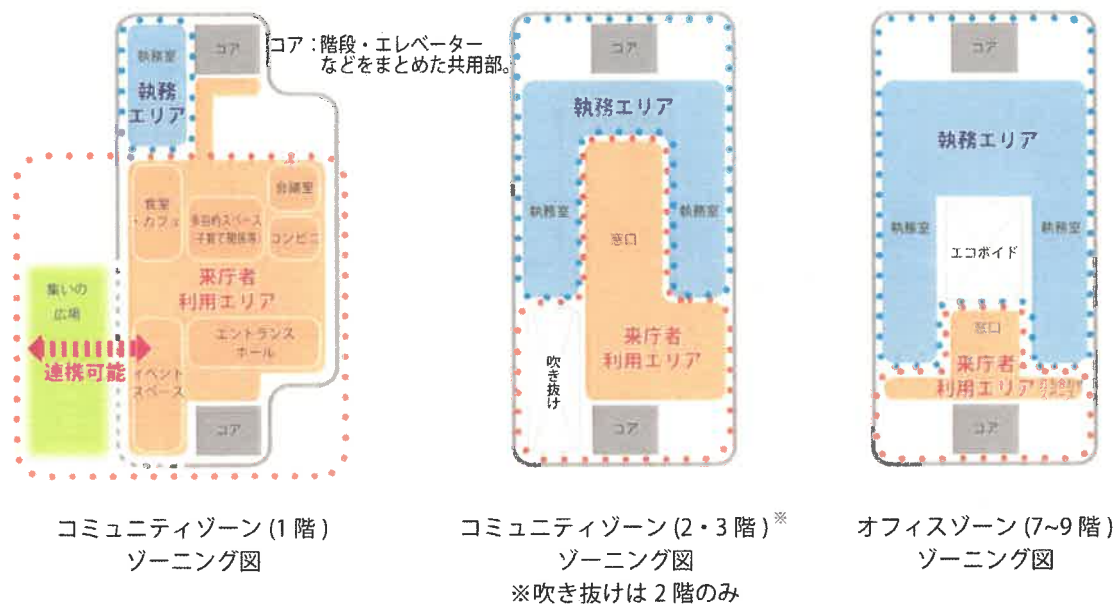 コア
コア：階段・エレベーター
などをまとめた共用部。
執務室
執務
エリア
食堂
・カフェ
多目的スペース
(子育て関係等)
会議室
コンビニ
来庁者
利用エリア
集いの
広場
連携可能
エントランス
ホール
イベント
スペース
コア
コミュニティゾーン(1階)
ゾーニング図
コア
執務エリア
執務室
執務室
窓口
来庁者
利用エリア
吹き抜け
コア
コミュニティゾーン(2・3階)※
ゾーニング図
※吹き抜けは2階のみ
コア
執務エリア
執務室
執務室
エコボイド
窓口
来庁者
利用エリア
スペース
コア
オフィスゾーン(7~9階)
ゾーニング図